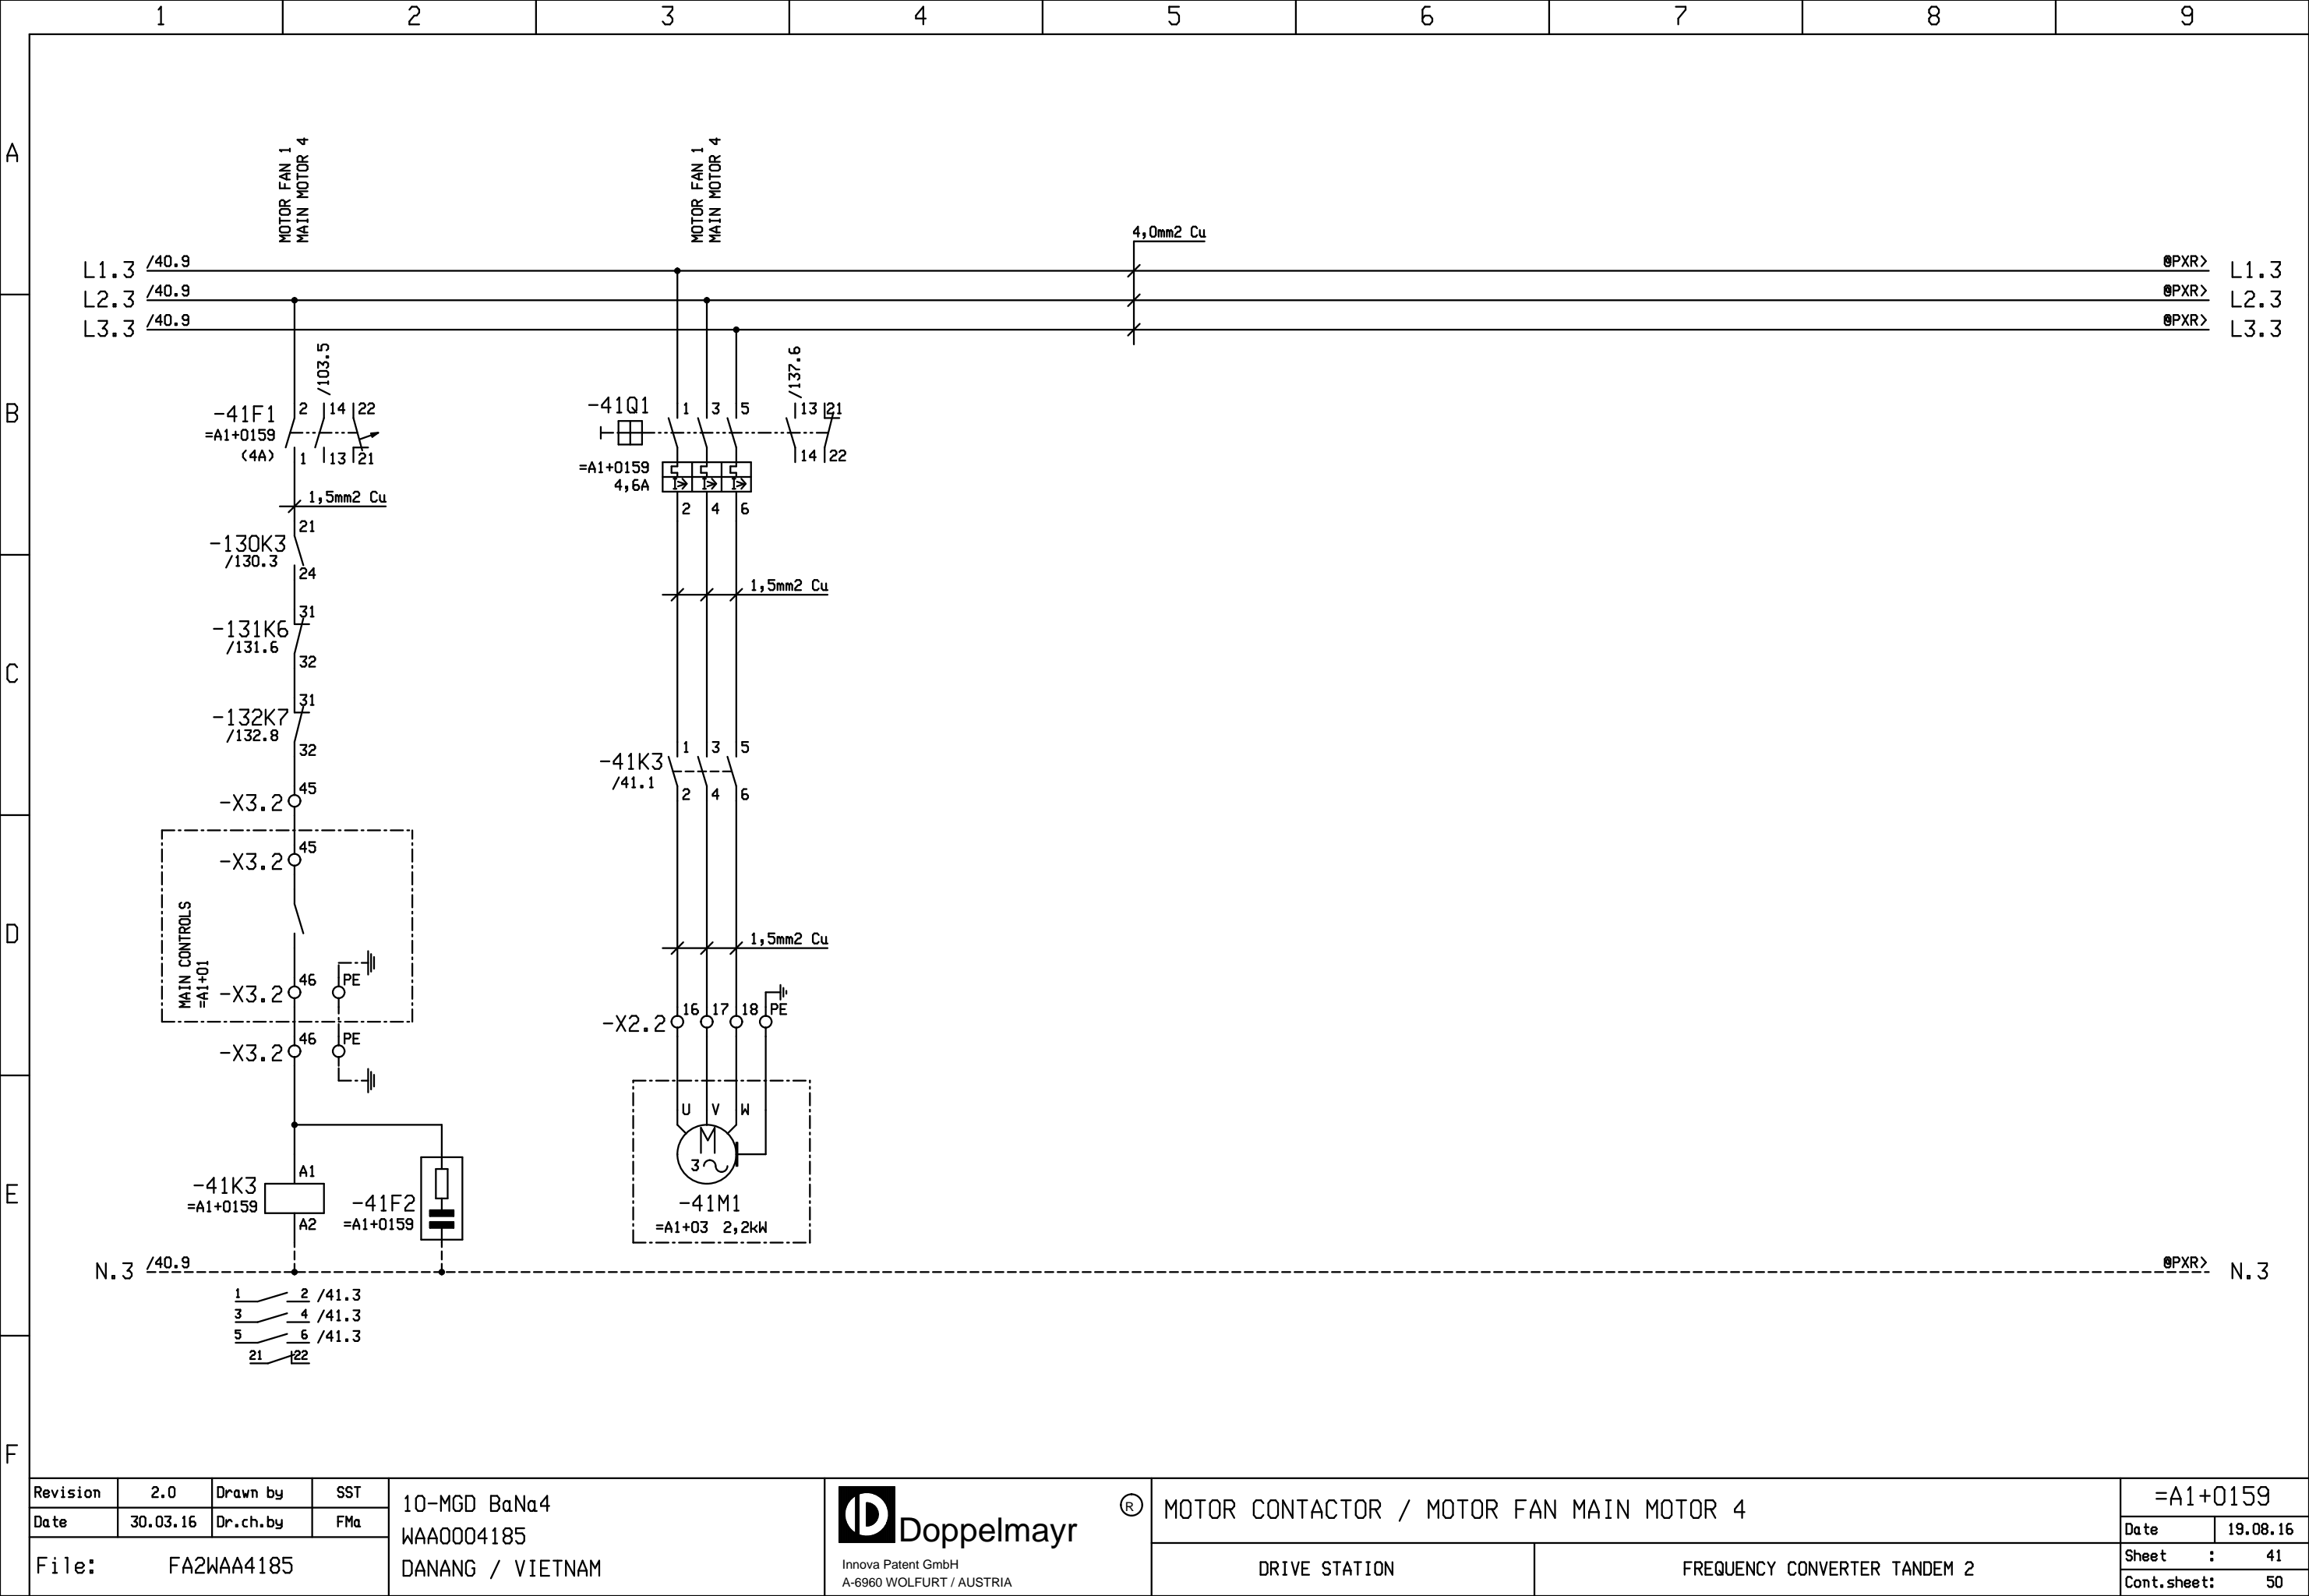 1 2 3 4 5 6 7 8 9
A
B
C
D
E
F
MOTOR FAN 1
MAIN MOTOR 4
MOTOR FAN 1
MAIN MOTOR 4
4,0mm2 Cu
L1.3 /40.9 @PXR> L1.3
L2.3 /40.9 @PXR> L2.3
L3.3 /40.9 @PXR> L3.3
/103.5
-41F1 2 14 22
=A1+0159
(4A) 1 13 21
1,5mm2 Cu
21
-130K3
/130.3
24
31
-131K6
/131.6
32
31
-132K7
/132.8
32
-X3.2 45
-X3.2 45
MAIN CONTROLS
=A1+01
-X3.2 46 PE
-X3.2 46 PE
A1
-41K3
=A1+0159
A2
-41F2
=A1+0159
/137.6
-41Q1 1 3 5 13 21
14 22
=A1+0159
4,6A
I> I> I>
2 4 6
1,5mm2 Cu
1 3 5
-41K3
/41.1
2 4 6
1,5mm2 Cu
-X2.2 16 17 18 PE
U V W
M
3
-41M1
=A1+03 2,2kW
N.3 /40.9 @PXR> N.3
1 2 /41.3
3 4 /41.3
5 6 /41.3
21 22
Revision 2.0 Drawn by SST
Date 30.03.16 Dr.ch.by FMa
File: FA2WAA4185
10-MGD BaNa4
WAA0004185
DANANG / VIETNAM
Doppelmayr
R
Innova Patent GmbH
A-6960 WOLFURT / AUSTRIA
MOTOR CONTACTOR / MOTOR FAN MAIN MOTOR 4
DRIVE STATION
FREQUENCY CONVERTER TANDEM 2
=A1+0159
Date 19.08.16
Sheet : 41
Cont.sheet: 50